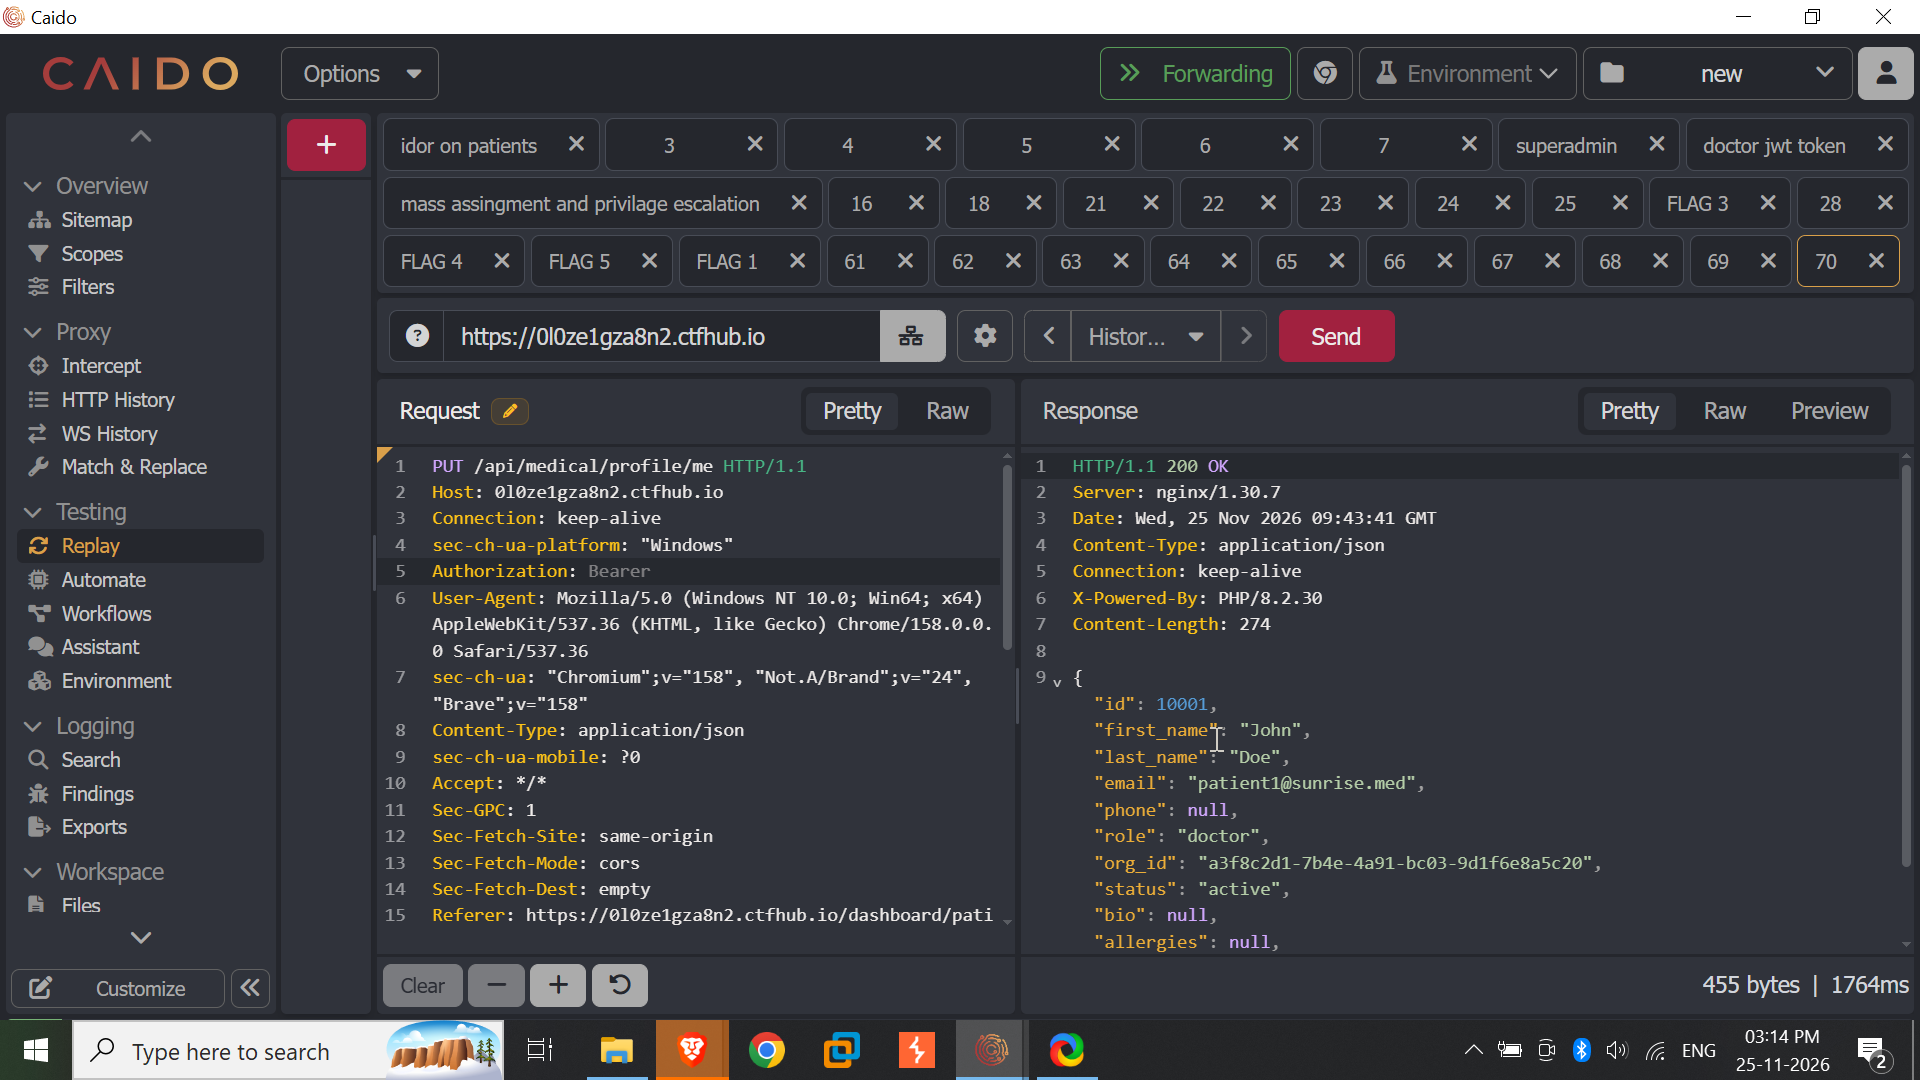 Caido
CAIDO
Options
Forwarding
Environment
new
idor on patients
3
4
5
6
7
superadmin
doctor jwt token
mass assingment and privilage escalation
16
18
21
22
23
24
25
FLAG 3
28
FLAG 4
FLAG 5
FLAG 1
61
62
63
64
65
66
67
68
69
70
Overview
Sitemap
Scopes
Filters
Proxy
Intercept
HTTP History
WS History
Match & Replace
Testing
Replay
Automate
Workflows
Assistant
Environment
Logging
Search
Findings
Exports
Workspace
Files
Customize
https://0l0ze1gza8n2.ctfhub.io
Histor...
Send
Request
Pretty
Raw
1 PUT /api/medical/profile/me HTTP/1.1
2 Host: 0l0ze1gza8n2.ctfhub.io
3 Connection: keep-alive
4 sec-ch-ua-platform: "Windows"
5 Authorization: Bearer
6 User-Agent: Mozilla/5.0 (Windows NT 10.0; Win64; x64)
AppleWebKit/537.36 (KHTML, like Gecko) Chrome/158.0.0.
0 Safari/537.36
7 sec-ch-ua: "Chromium";v="158", "Not.A/Brand";v="24",
"Brave";v="158"
8 Content-Type: application/json
9 sec-ch-ua-mobile: ?0
10 Accept: */*
11 Sec-GPC: 1
12 Sec-Fetch-Site: same-origin
13 Sec-Fetch-Mode: cors
14 Sec-Fetch-Dest: empty
15 Referer: https://0l0ze1gza8n2.ctfhub.io/dashboard/pati
Clear
Response
Pretty
Raw
Preview
1 HTTP/1.1 200 OK
2 Server: nginx/1.30.7
3 Date: Wed, 25 Nov 2026 09:43:41 GMT
4 Content-Type: application/json
5 Connection: keep-alive
6 X-Powered-By: PHP/8.2.30
7 Content-Length: 274
8
9 {
"id": 10001,
"first_name": "John",
"last_name": "Doe",
"email": "patient1@sunrise.med",
"phone": null,
"role": "doctor",
"org_id": "a3f8c2d1-7b4e-4a91-bc03-9d1f6e8a5c20",
"status": "active",
"bio": null,
"allergies": null,
455 bytes | 1764ms
Type here to search
ENG
03:14 PM
25-11-2026
2